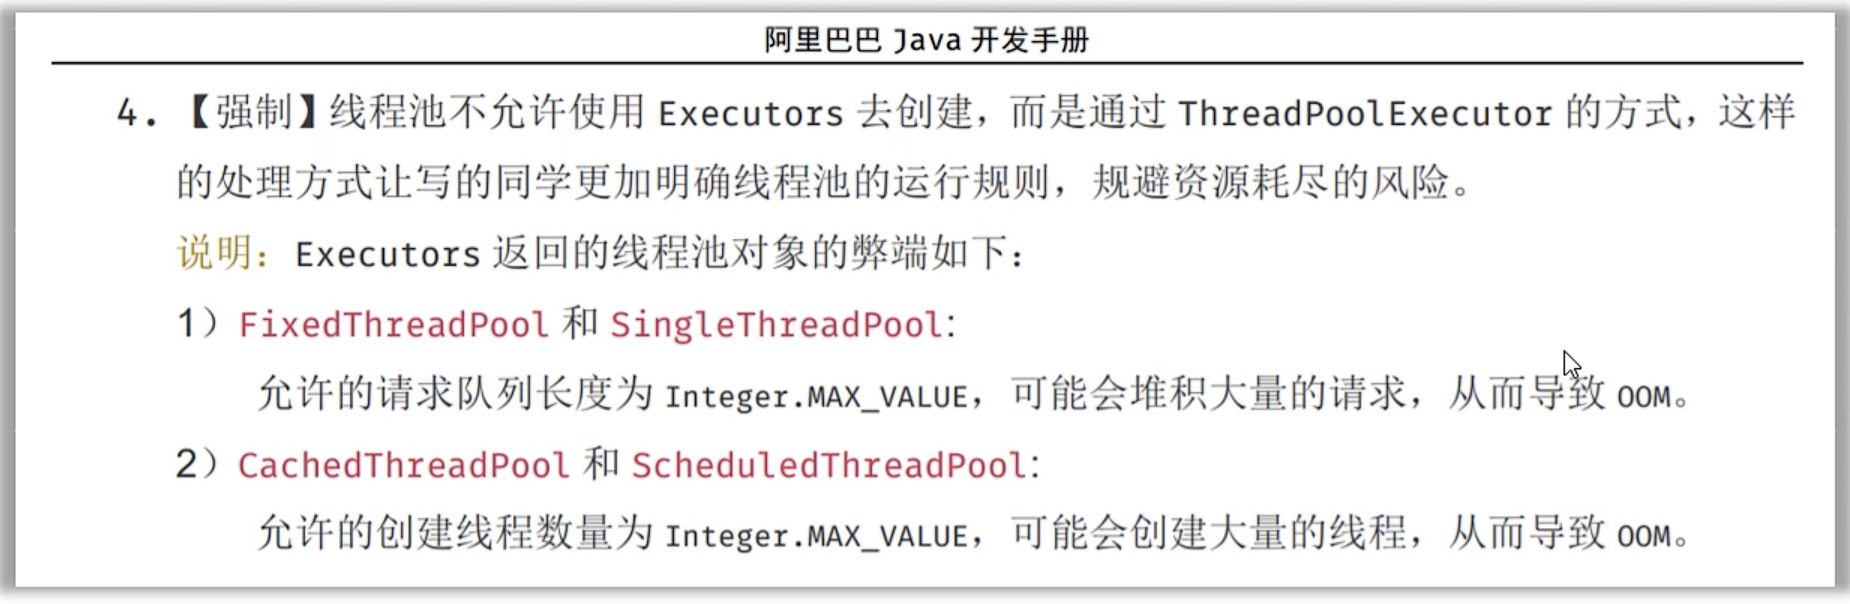 阿里巴巴 Java 开发手册
4. 【强制】线程池不允许使用 Executors 去创建，而是通过 ThreadPoolExecutor 的方式，这样
的处理方式让写的同学更加明确线程池的运行规则，规避资源耗尽的风险。
说明：Executors 返回的线程池对象的弊端如下：
1）FixedThreadPool 和 SingleThreadPool:
允许的请求队列长度为 Integer.MAX_VALUE，可能会堆积大量的请求，从而导致 OOM。
2）CachedThreadPool 和 ScheduledThreadPool:
允许的创建线程数量为 Integer.MAX_VALUE，可能会创建大量的线程，从而导致 OOM。